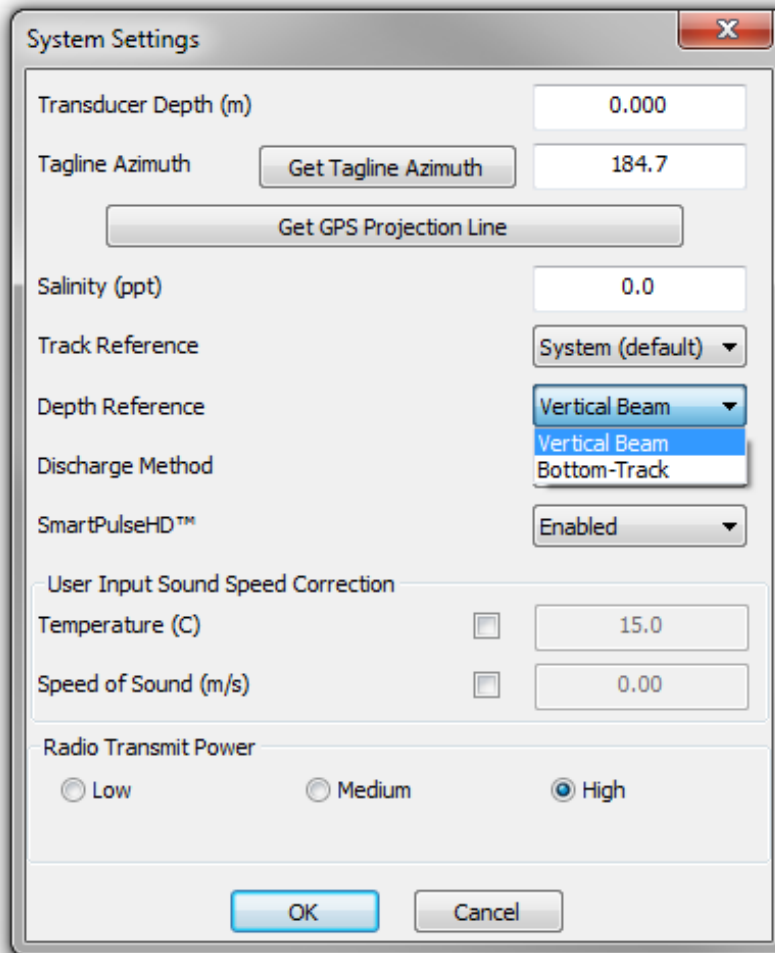 System Settings
Transducer Depth (m) 0.000
Tagline Azimuth Get Tagline Azimuth 184.7
Get GPS Projection Line
Salinity (ppt) 0.0
Track Reference System (default)
Depth Reference Vertical Beam
Vertical Beam
Discharge Method Bottom-Track
SmartPulseHD™ Enabled
User Input Sound Speed Correction
Temperature (C) 15.0
Speed of Sound (m/s) 0.00
Radio Transmit Power
Low Medium High
OK Cancel